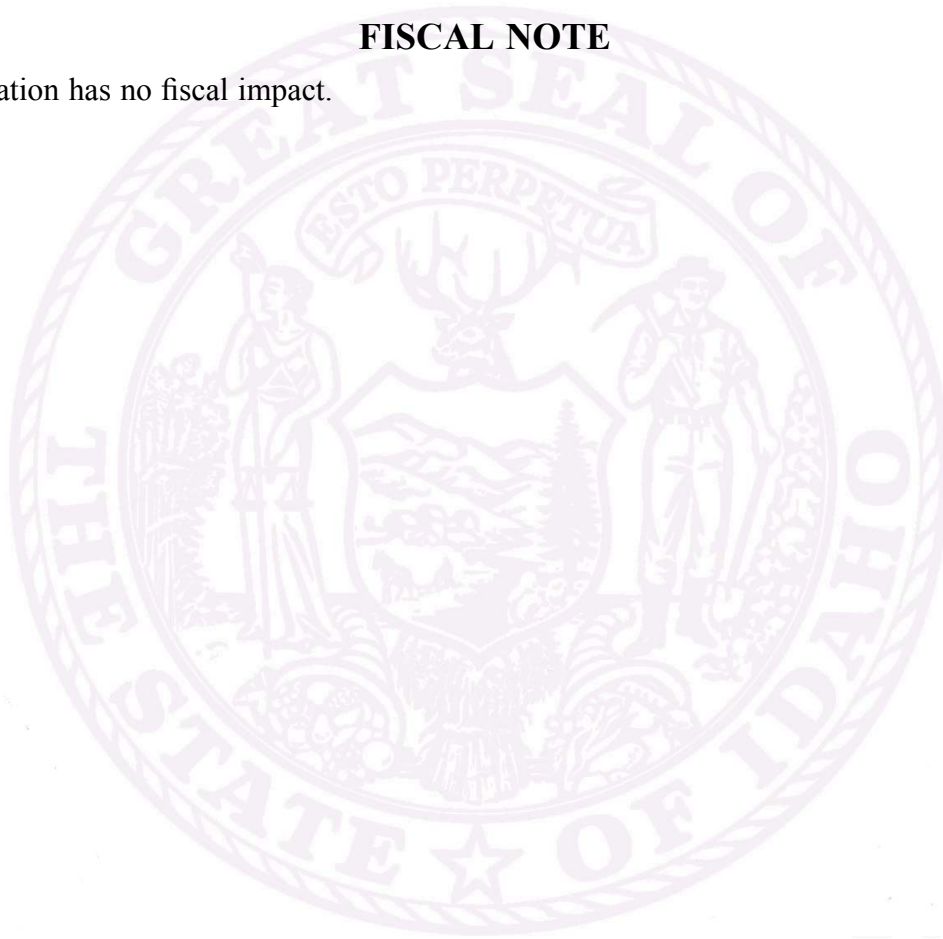 FISCAL NOTE
ation has no fiscal impact.
THE GREAT SEAL OF
ESTO PERPETUA
STATE OF IDAHO